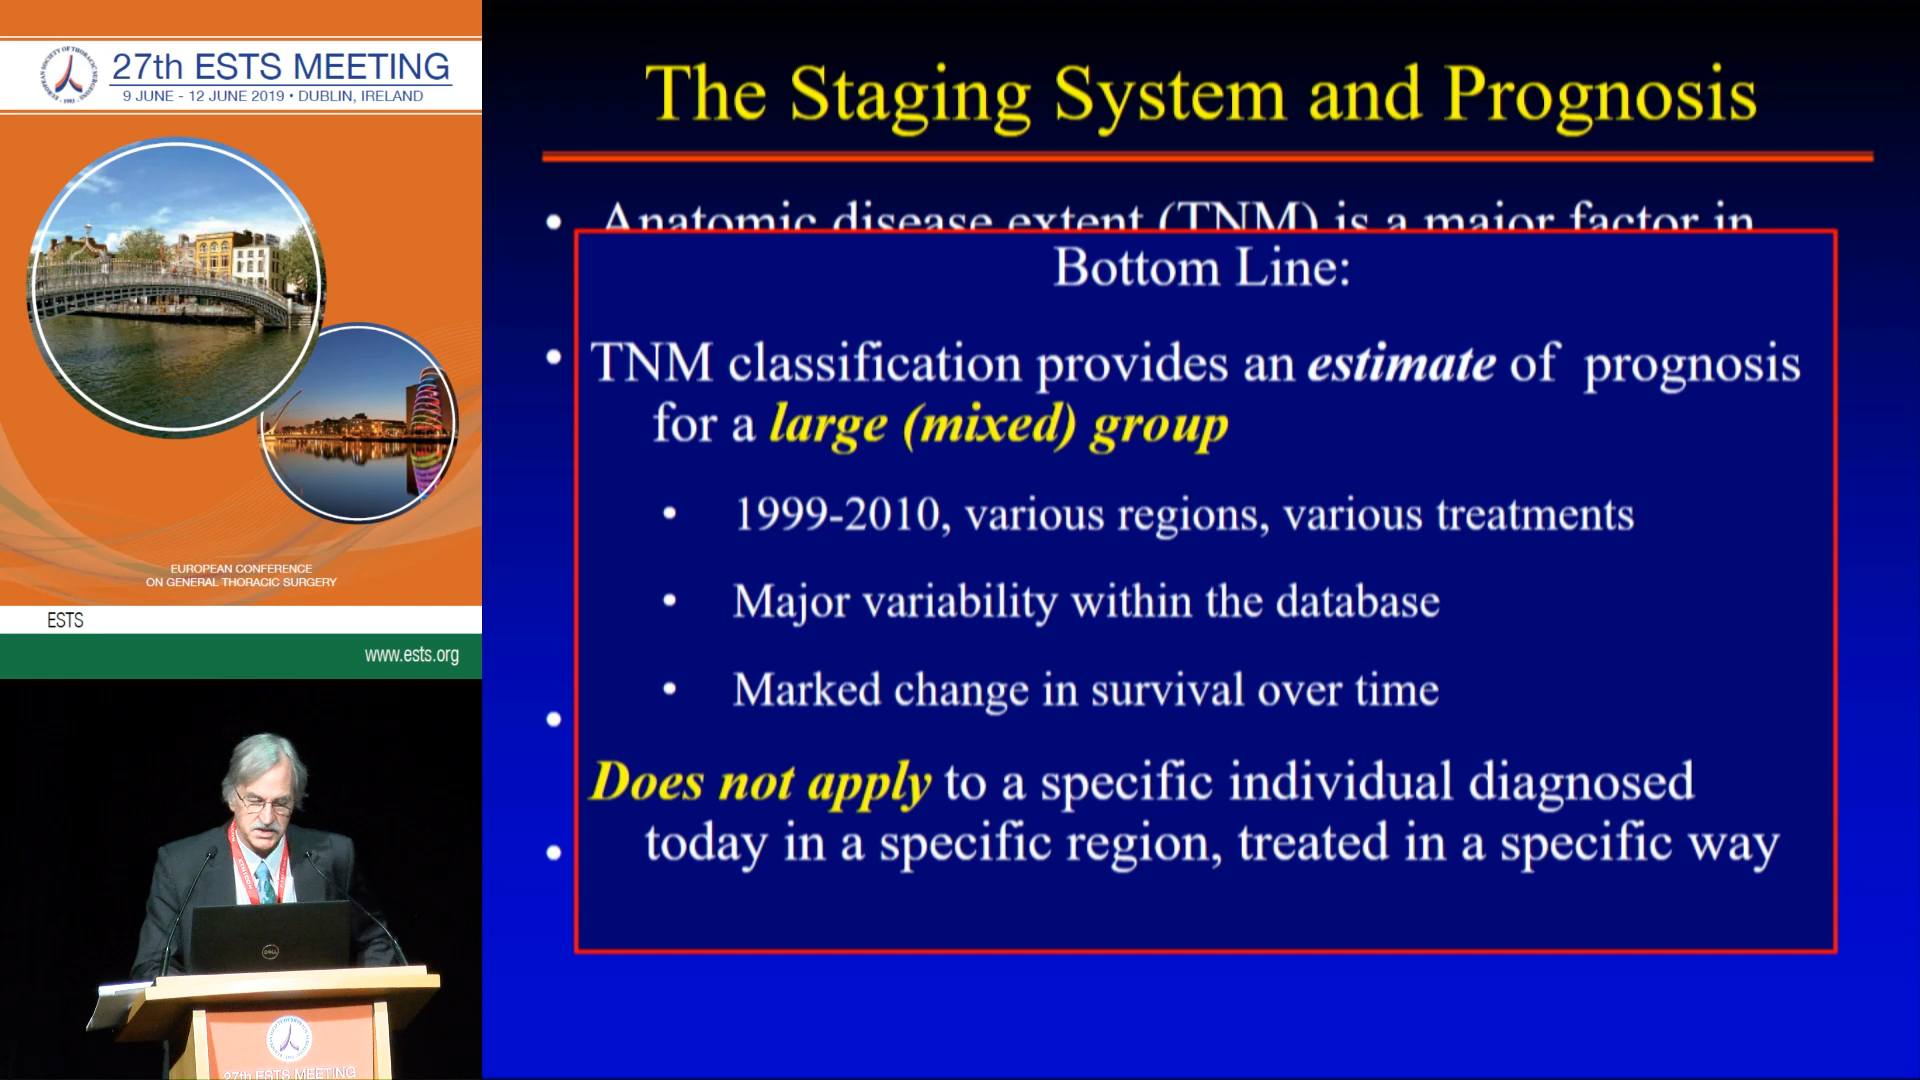 27th ESTS MEETING
9 JUNE - 12 JUNE 2019 • DUBLIN, IRELAND
EUROPEAN CONFERENCE
ON GENERAL THORACIC SURGERY
ESTS
www.ests.org
27th ESTS MEETING
The Staging System and Prognosis
• Anatomic disease extent (TNM) is a major factor in
Bottom Line:
TNM classification provides an estimate of prognosis
for a large (mixed) group
• 1999-2010, various regions, various treatments
• Major variability within the database
• Marked change in survival over time
Does not apply to a specific individual diagnosed
today in a specific region, treated in a specific way